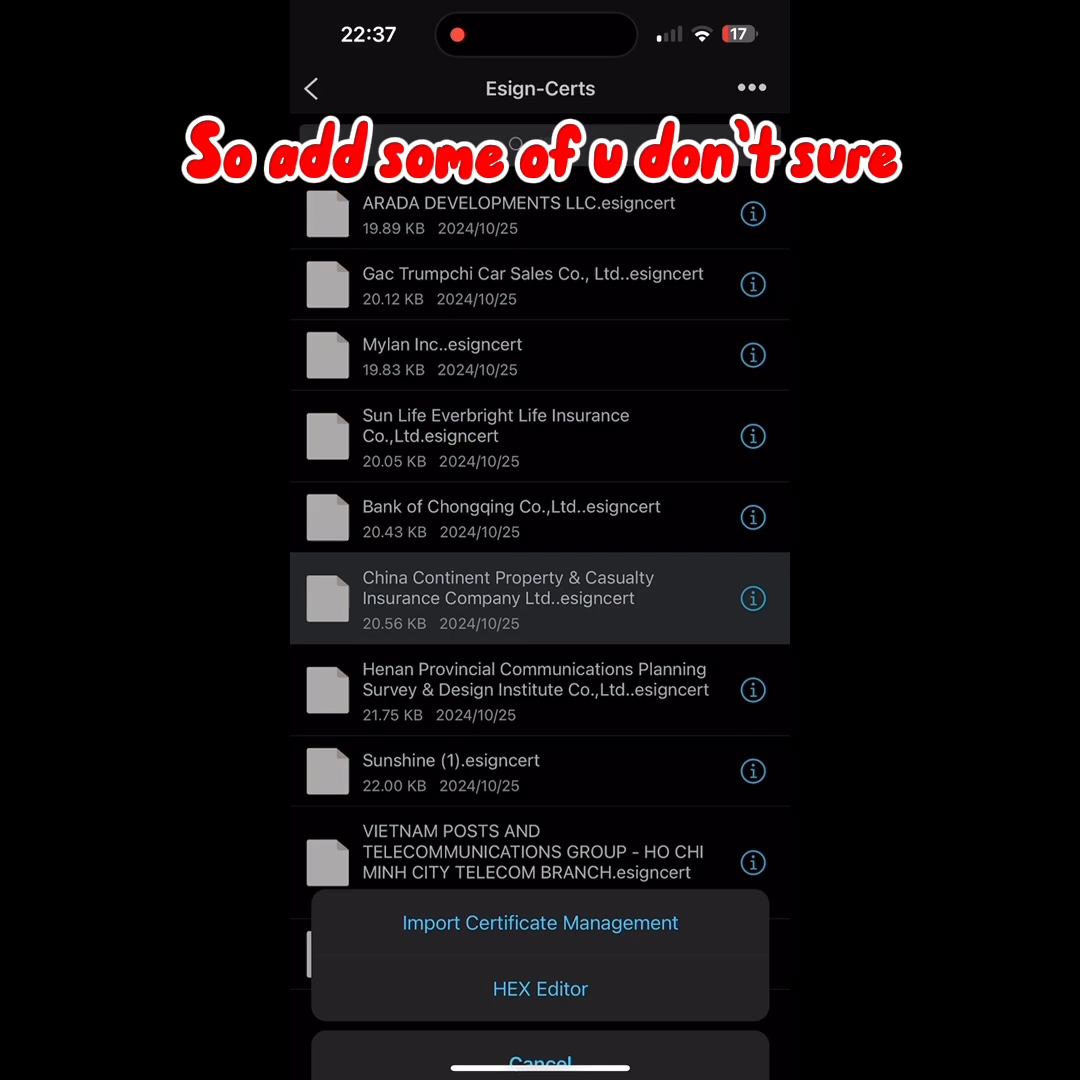 22:37
17
Esign-Certs
So add some of u don't sure
ARADA DEVELOPMENTS LLC.esigncert
19.89 KB 2024/10/25
Gac Trumpchi Car Sales Co., Ltd..esigncert
20.12 KB 2024/10/25
Mylan Inc..esigncert
19.83 KB 2024/10/25
Sun Life Everbright Life Insurance
Co.,Ltd.esigncert
20.05 KB 2024/10/25
Bank of Chongqing Co.,Ltd..esigncert
20.43 KB 2024/10/25
China Continent Property & Casualty
Insurance Company Ltd..esigncert
20.56 KB 2024/10/25
Henan Provincial Communications Planning
Survey & Design Institute Co.,Ltd..esigncert
21.75 KB 2024/10/25
Sunshine (1).esigncert
22.00 KB 2024/10/25
VIETNAM POSTS AND
TELECOMMUNICATIONS GROUP - HO CHI
MINH CITY TELECOM BRANCH.esigncert
Import Certificate Management
HEX Editor
Cancel